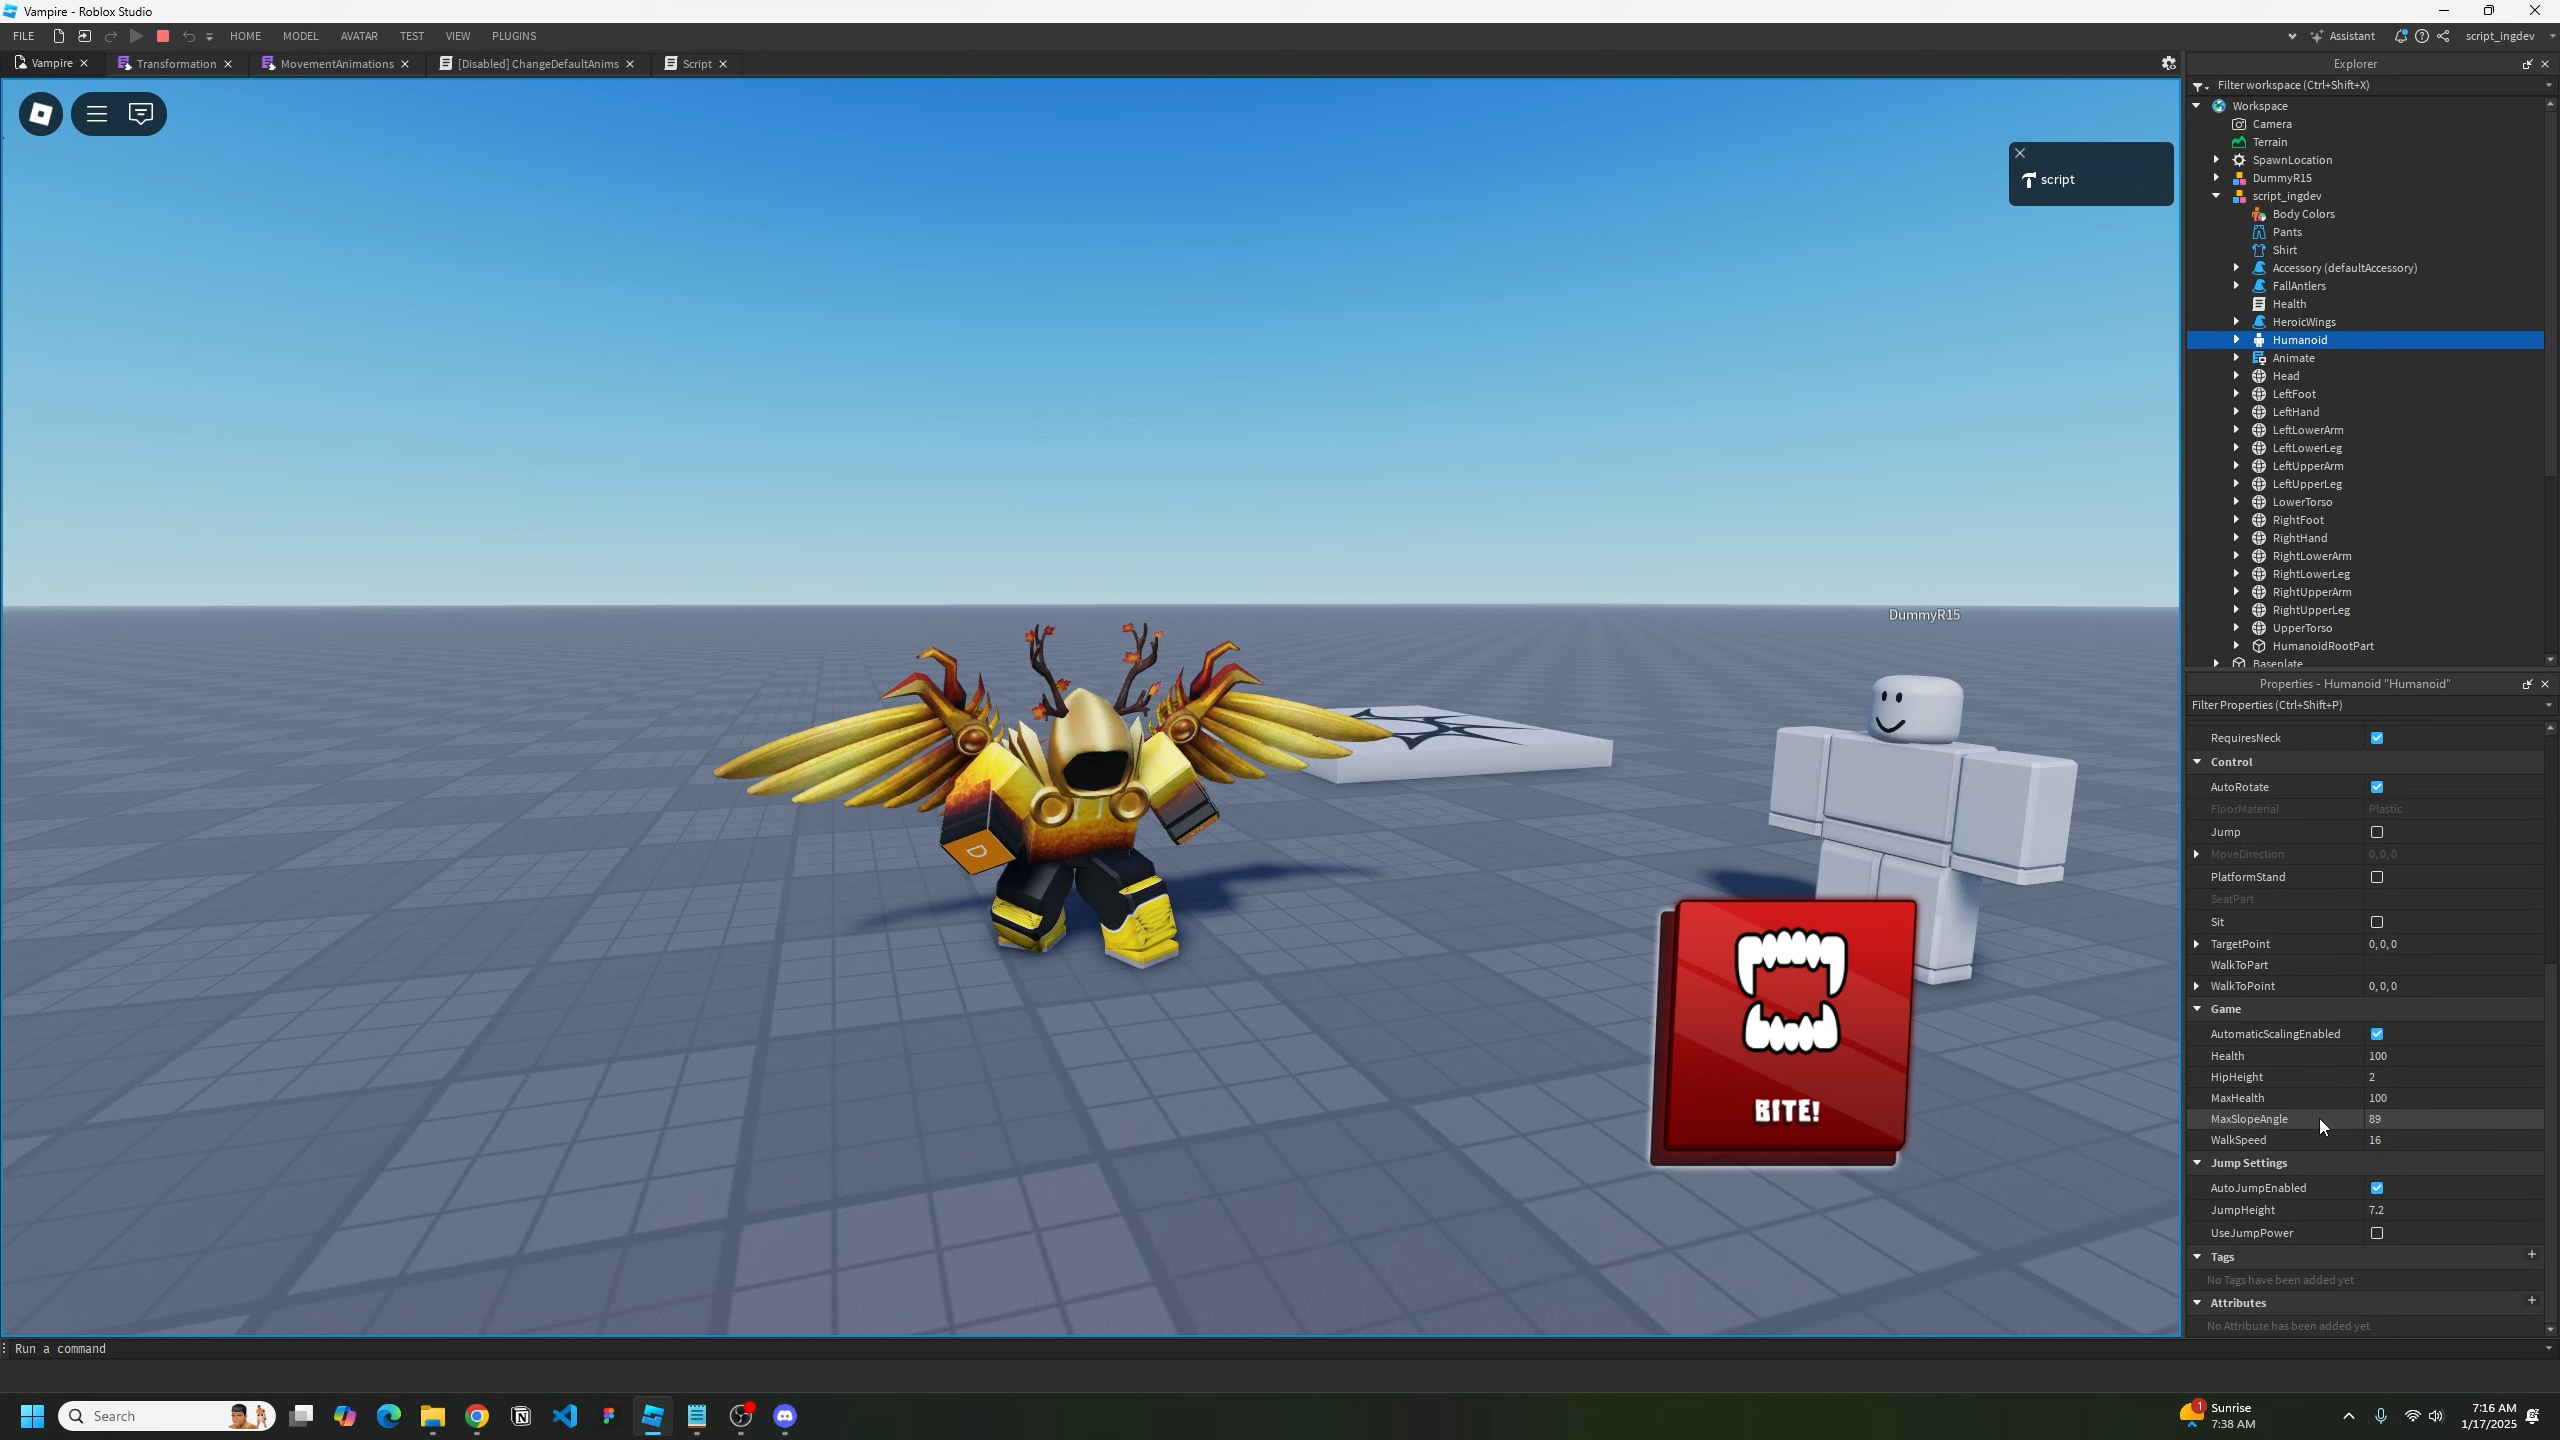 Vampire - Roblox Studio
FILE HOME MODEL AVATAR TEST VIEW PLUGINS Assistant script_ingdev
Vampire Transformation MovementAnimations [Disabled] ChangeDefaultAnims Script
script
DummyR15
D
BITE!
Explorer
Filter workspace (Ctrl+Shift+X)
Workspace
Camera
Terrain
SpawnLocation
DummyR15
script_ingdev
Body Colors
Pants
Shirt
Accessory (defaultAccessory)
FallAntlers
Health
HeroicWings
Humanoid
Animate
Head
LeftFoot
LeftHand
LeftLowerArm
LeftLowerLeg
LeftUpperArm
LeftUpperLeg
LowerTorso
RightFoot
RightHand
RightLowerArm
RightLowerLeg
RightUpperArm
RightUpperLeg
UpperTorso
HumanoidRootPart
Baseplate
Properties - Humanoid "Humanoid"
Filter Properties (Ctrl+Shift+P)
RequiresNeck
Control
AutoRotate
FloorMaterial Plastic
Jump
MoveDirection 0, 0, 0
PlatformStand
SeatPart
Sit
TargetPoint 0, 0, 0
WalkToPart
WalkToPoint 0, 0, 0
Game
AutomaticScalingEnabled
Health 100
HipHeight 2
MaxHealth 100
MaxSlopeAngle 89
WalkSpeed 16
Jump Settings
AutoJumpEnabled
JumpHeight 7.2
UseJumpPower
Tags
No Tags have been added yet
Attributes
No Attribute has been added yet
Run a command
Search
1
Sunrise
7:38 AM
7:16 AM
1/17/2025